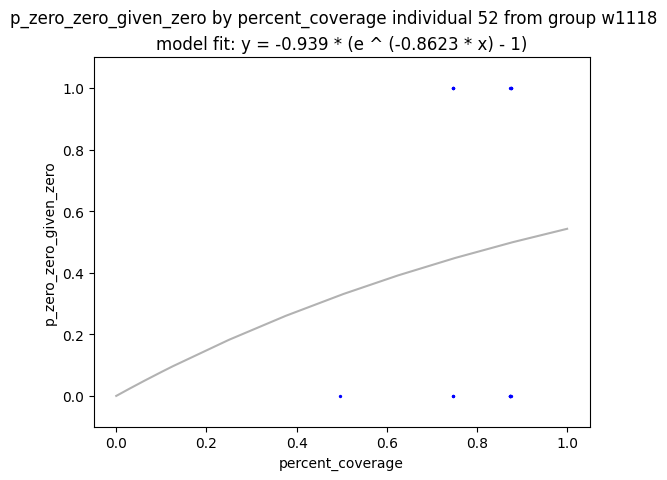 p_zero_zero_given_zero by percent_coverage individual 52 from group w1118
model fit: y = -0.939 * (e ^ (-0.8623 * x) - 1)
1.0
0.8
0.6
0.4
0.2
0.0
p_zero_zero_given_zero
0.0 0.2 0.4 0.6 0.8 1.0
percent_coverage